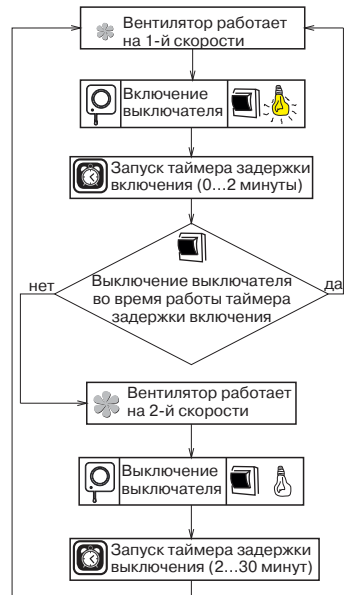 Вентилятор работает
на 1-й скорости
Включение
выключателя
Запуск таймера задержки
включения (0...2 минуты)
нет
да
Выключение выключателя
во время работы таймера
задержки включения
Вентилятор работает
на 2-й скорости
Выключение
выключателя
Запуск таймера задержки
выключения (2...30 минут)